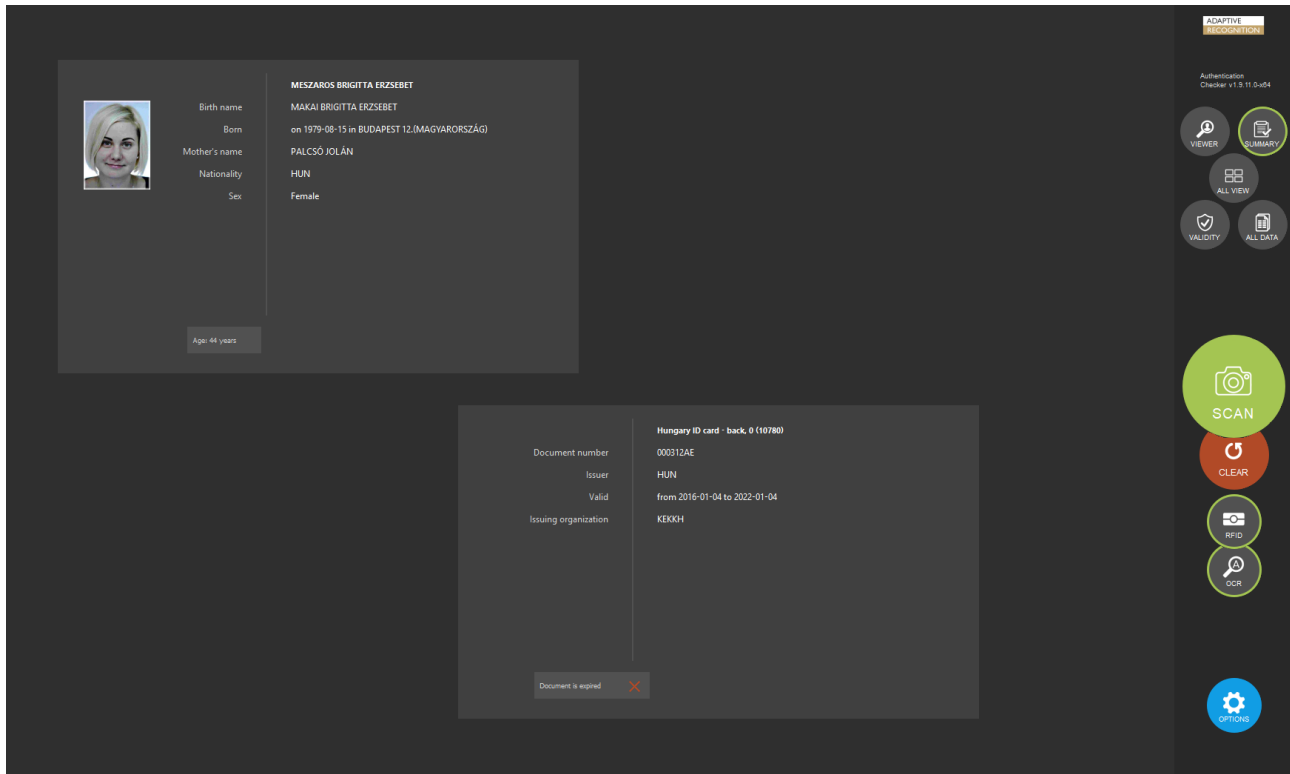 ADAPTIVE
RECOGNITION
Authentication
Checker v1.9.11.0-x64
MESZAROS BRIGITTA ERZSEBET
Birth name MAKAI BRIGITTA ERZSEBET
Born on 1979-08-15 in BUDAPEST 12.(MAGYARORSZÁG)
Mother's name PALCSÓ JOLÁN
Nationality HUN
Sex Female
Age: 44 years
Hungary ID card - back, 0 (10780)
Document number 000312AE
Issuer HUN
Valid from 2016-01-04 to 2022-01-04
Issuing organization KEKKH
Document is expired
VIEWER
SUMMARY
ALL VIEW
VALIDITY
ALL DATA
SCAN
CLEAR
RFID
OCR
OPTIONS